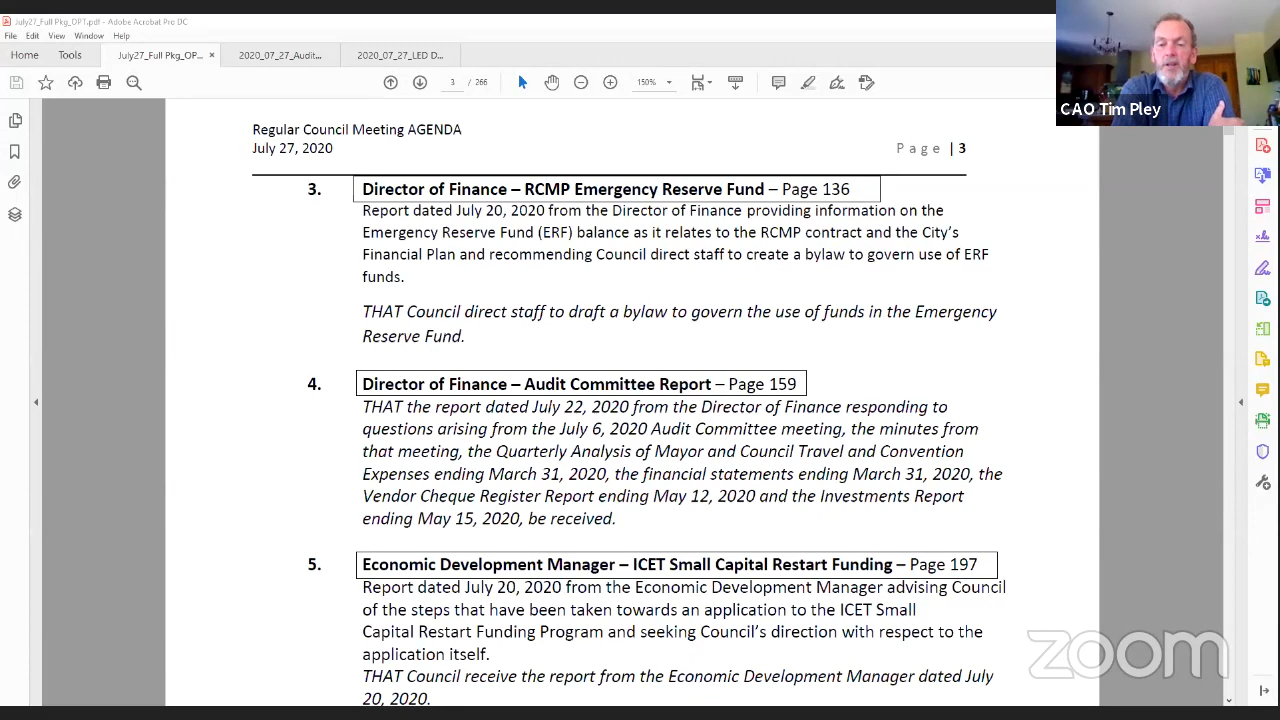 July27_Full Pkg_OPT.pdf - Adobe Acrobat Pro DC
File Edit View Window Help
Home Tools July27_Full Pkg_OPT.pd... × 2020_07_27_Audit... 2020_07_27_LED D...
3 / 266 150%
CAO Tim Pley
Regular Council Meeting AGENDA
July 27, 2020 Page | 3
3. Director of Finance – RCMP Emergency Reserve Fund – Page 136
Report dated July 20, 2020 from the Director of Finance providing information on the
Emergency Reserve Fund (ERF) balance as it relates to the RCMP contract and the City's
Financial Plan and recommending Council direct staff to create a bylaw to govern use of ERF
funds.
THAT Council direct staff to draft a bylaw to govern the use of funds in the Emergency
Reserve Fund.
4. Director of Finance – Audit Committee Report – Page 159
THAT the report dated July 22, 2020 from the Director of Finance responding to
questions arising from the July 6, 2020 Audit Committee meeting, the minutes from
that meeting, the Quarterly Analysis of Mayor and Council Travel and Convention
Expenses ending March 31, 2020, the financial statements ending March 31, 2020, the
Vendor Cheque Register Report ending May 12, 2020 and the Investments Report
ending May 15, 2020, be received.
5. Economic Development Manager – ICET Small Capital Restart Funding – Page 197
Report dated July 20, 2020 from the Economic Development Manager advising Council
of the steps that have been taken towards an application to the ICET Small
Capital Restart Funding Program and seeking Council's direction with respect to the
application itself.
THAT Council receive the report from the Economic Development Manager dated July
20, 2020.
zoom